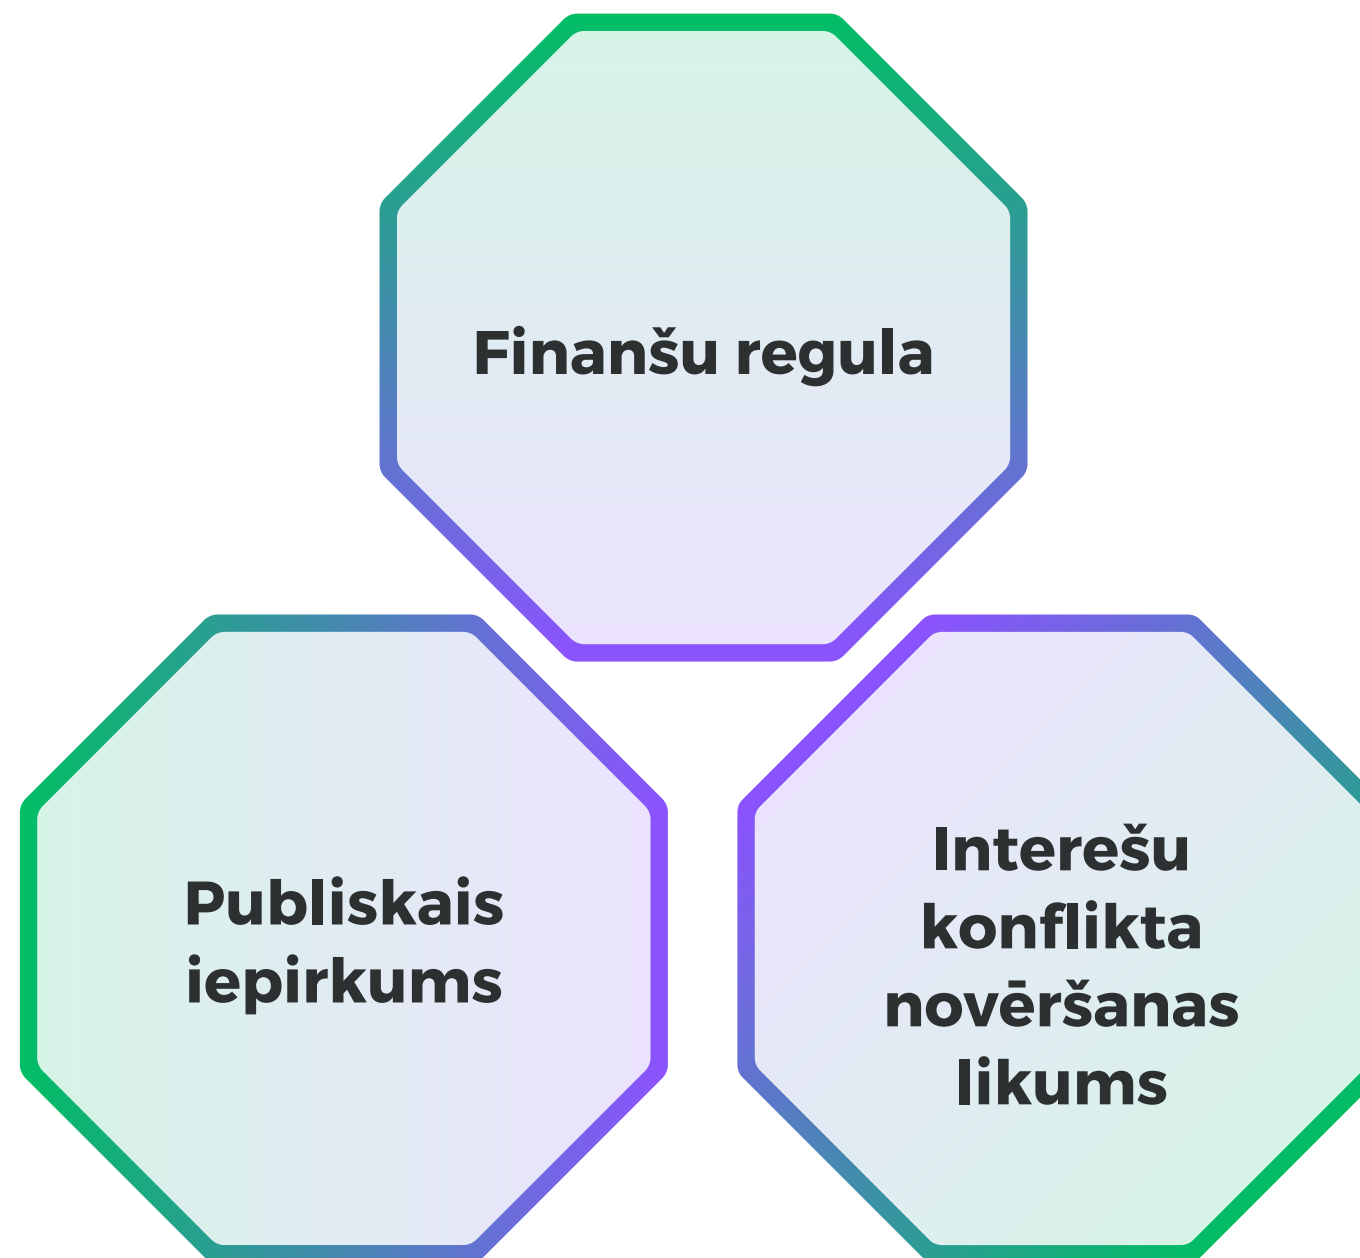 Finanšu regula
Publiskais
iepirkums
Interešu
konflikta
novēršanas
likums